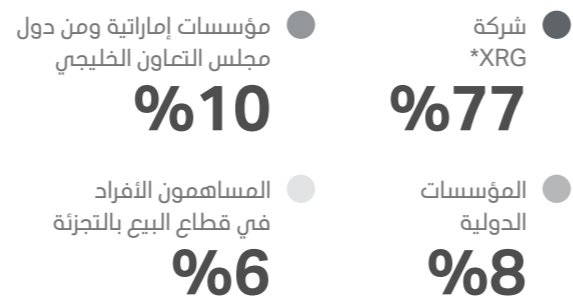 شركة
XRG*
%77
مؤسسات إماراتية ومن دول
مجلس التعاون الخليجي
%10
المؤسسات
الدولية
%8
المساهمون الأفراد
في قطاع البيع بالتجزئة
%6